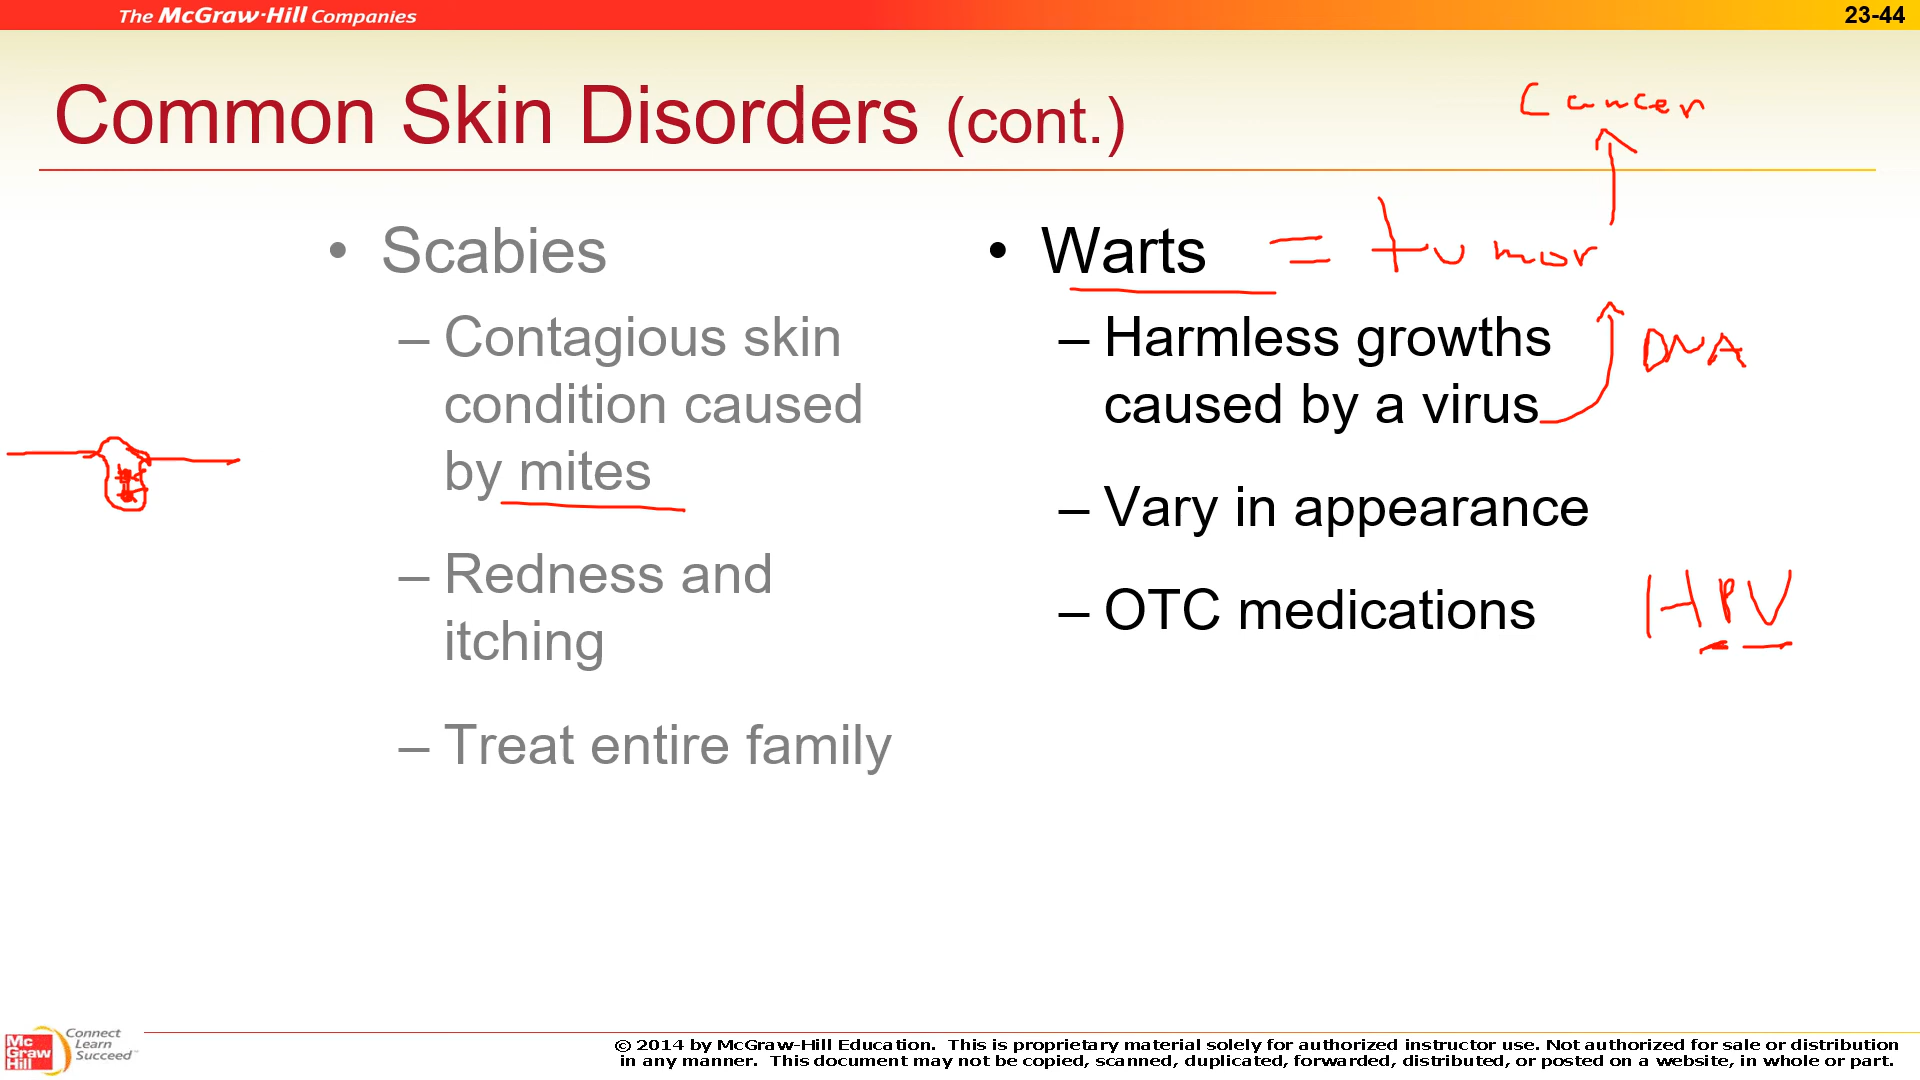 The McGraw-Hill Companies
23-44
Common Skin Disorders (cont.)
Cancer
• Scabies
– Contagious skin
condition caused
by mites
– Redness and
itching
– Treat entire family
• Warts = tumor
– Harmless growths
caused by a virus
DNA
– Vary in appearance
– OTC medications
HPV
Mc
Graw
Hill
Connect
Learn
Succeed™
© 2014 by McGraw-Hill Education. This is proprietary material solely for authorized instructor use. Not authorized for sale or distribution
in any manner. This document may not be copied, scanned, duplicated, forwarded, distributed, or posted on a website, in whole or part.